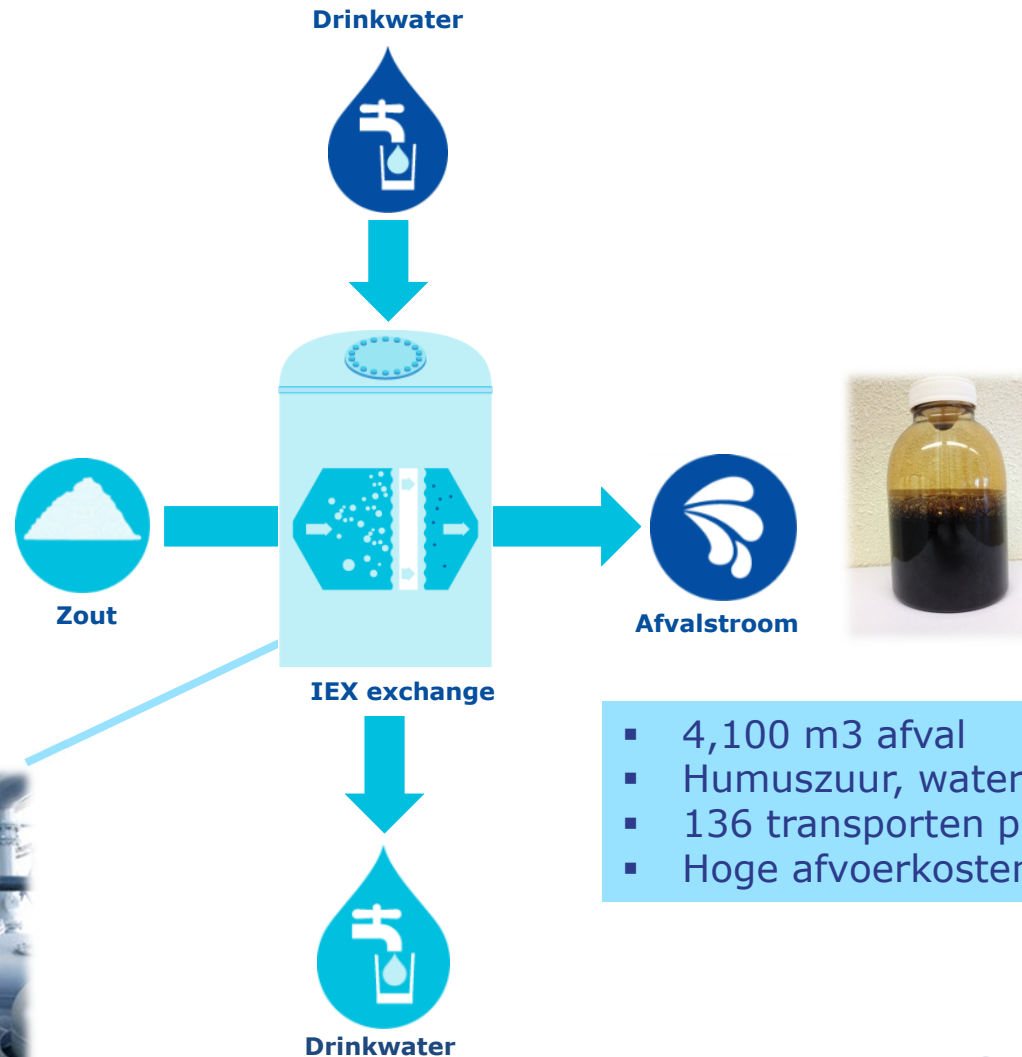 Drinkwater
Zout
Afvalstroom
IEX exchange
▪ 4,100 m3 afval
▪ Humuszuur, water
▪ 136 transporten p
▪ Hoge afvoerkosten
Drinkwater